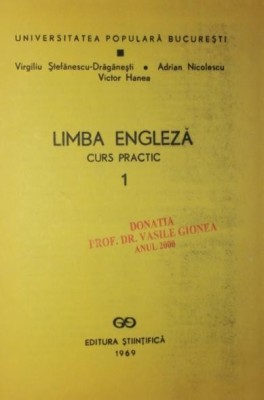 UNIVERSITATEA POPULARĂ BUCUREȘTI
Virgiliu Ștefănescu-Drăgănești • Adrian Nicolescu
Victor Hanea
LIMBA ENGLEZĂ
CURS PRACTIC
1
DONATIA
PROF. DR. VASILE GIONEA
ANUL 2000
EDITURA ȘTIINȚIFICĂ
1969